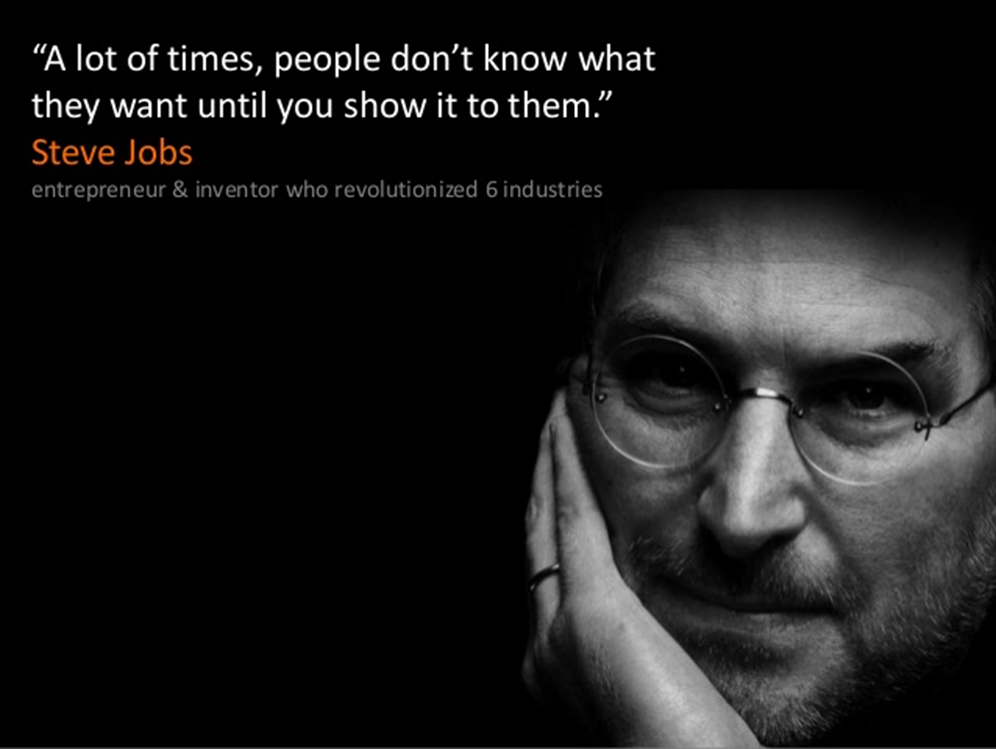 “A lot of times, people don’t know what
they want until you show it to them.”
Steve Jobs
entrepreneur & inventor who revolutionized 6 industries